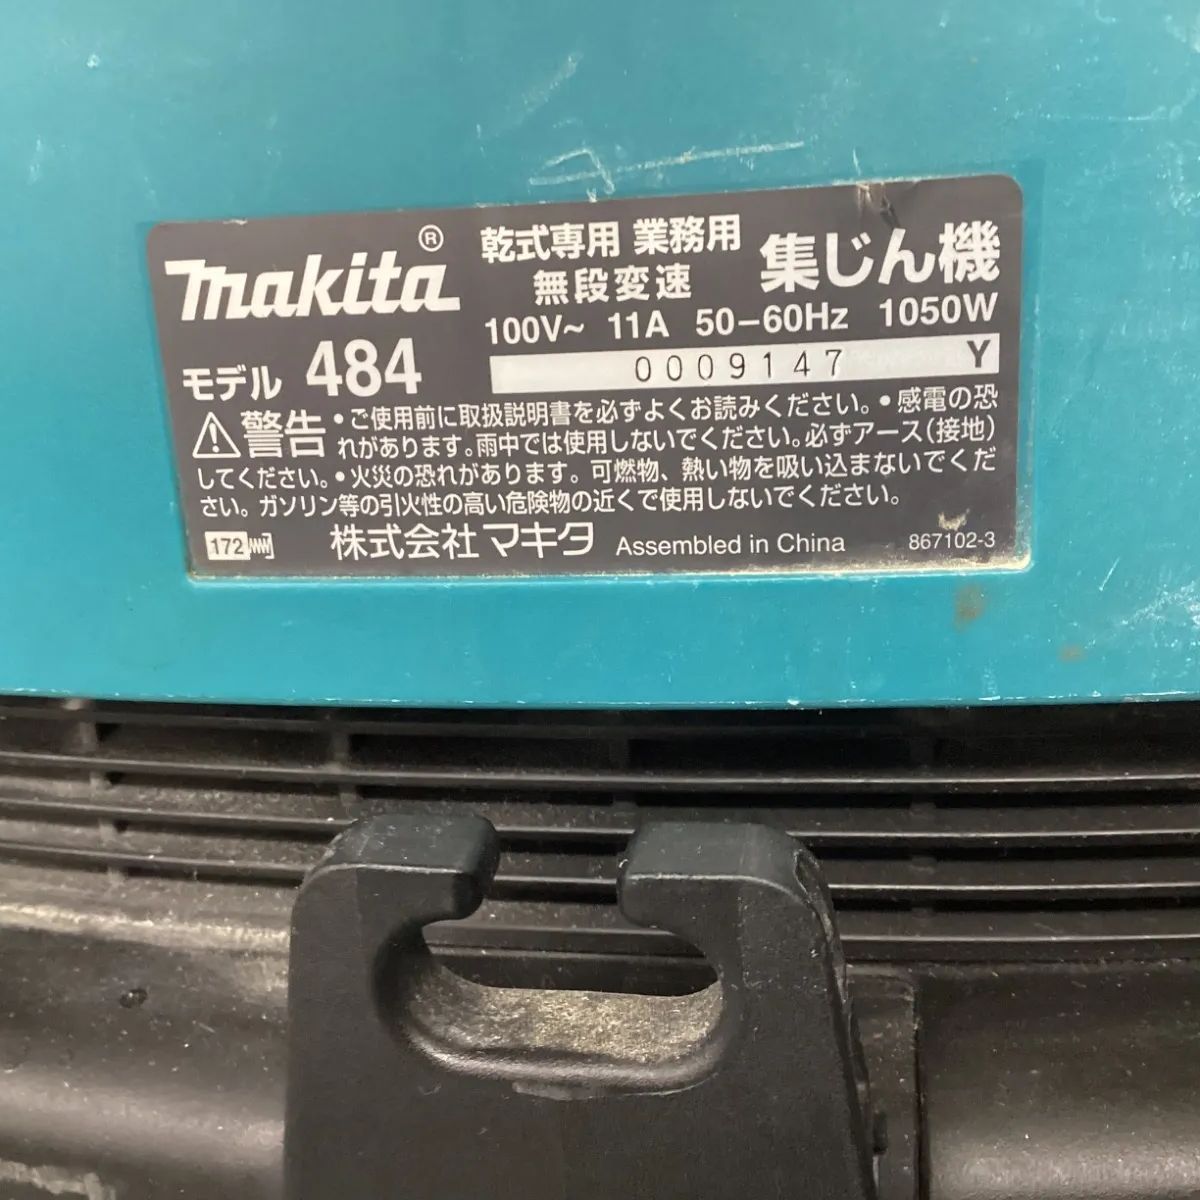 makita®
乾式専用 業務用
無段変速
集じん機
100V~ 11A 50-60Hz 1050W
モデル 484
0009147 Y
警告 •ご使用前に取扱説明書を必ずよくお読みください。•感電の恐
れがあります。雨中では使用しないでください。必ずアース(接地)
してください。•火災の恐れがあります。可燃物、熱い物を吸い込まないでくだ
さい。ガソリン等の引火性の高い危険物の近くで使用しないでください。
172 株式会社マキタ Assembled in China 867102-3